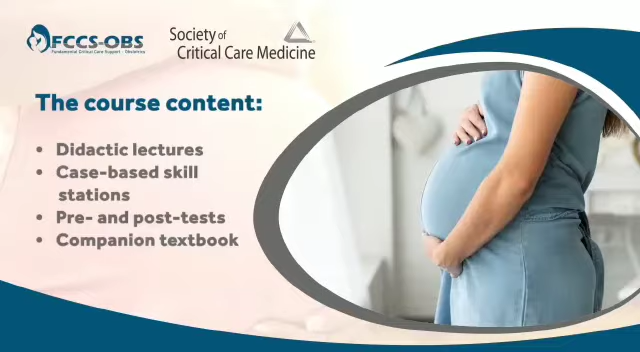 FCCS-OBS
Fundamental Critical Care Support : Obstetrics
Society of
Critical Care Medicine
The course content:
• Didactic lectures
• Case-based skill
stations
• Pre- and post-tests
• Companion textbook